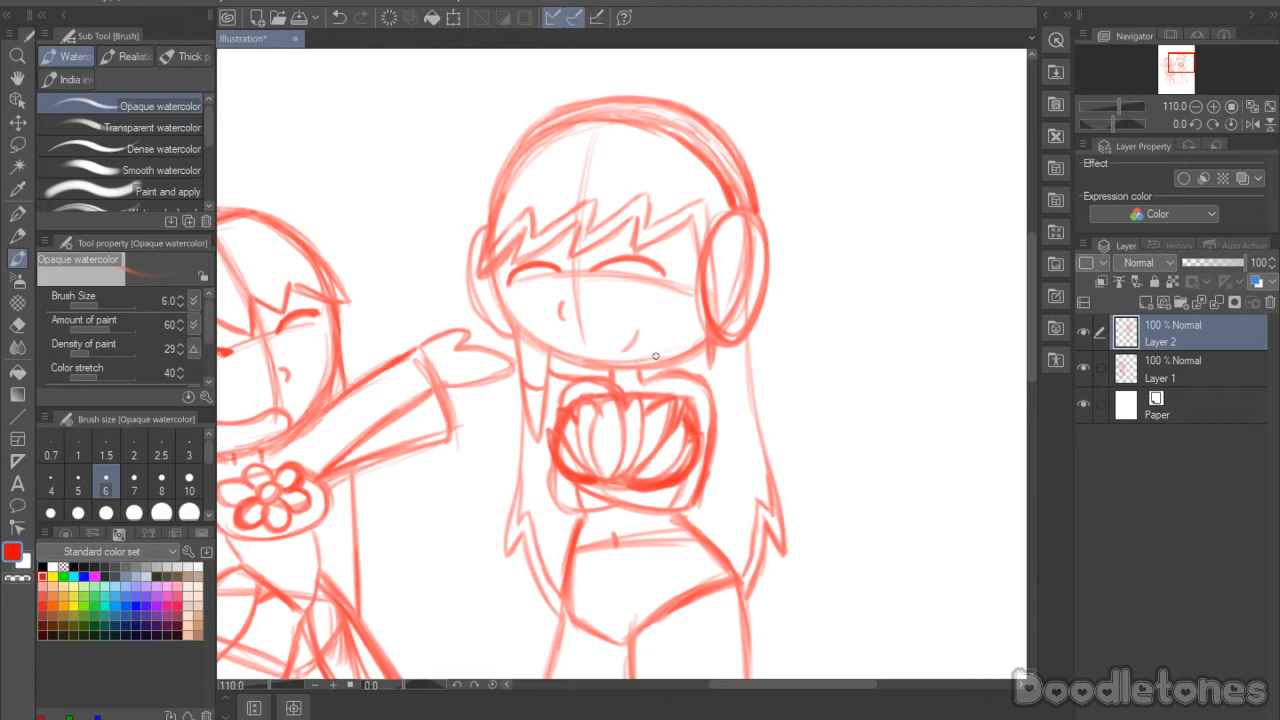 Illustration*
Sub Tool [Brush]
Waterc
Realistic
Thick p
India in
Opaque watercolor
Transparent watercolor
Dense watercolor
Smooth watercolor
Paint and apply
Tool property [Opaque watercolor]
Opaque watercolor
Brush Size 6.0
Amount of paint 60
Density of paint 29
Color stretch 40
Brush size [Opaque watercolor]
0.7 1 1.5 2 2.5 3
4 5 6 7 8 10
Standard color set
110.0
0.0
Navigator
110.0
0.0
Layer Property
Effect
Expression color
Color
Layer
History
Auto Action
Normal 100
100 % Normal
Layer 2
100 % Normal
Layer 1
Paper
Doodletones